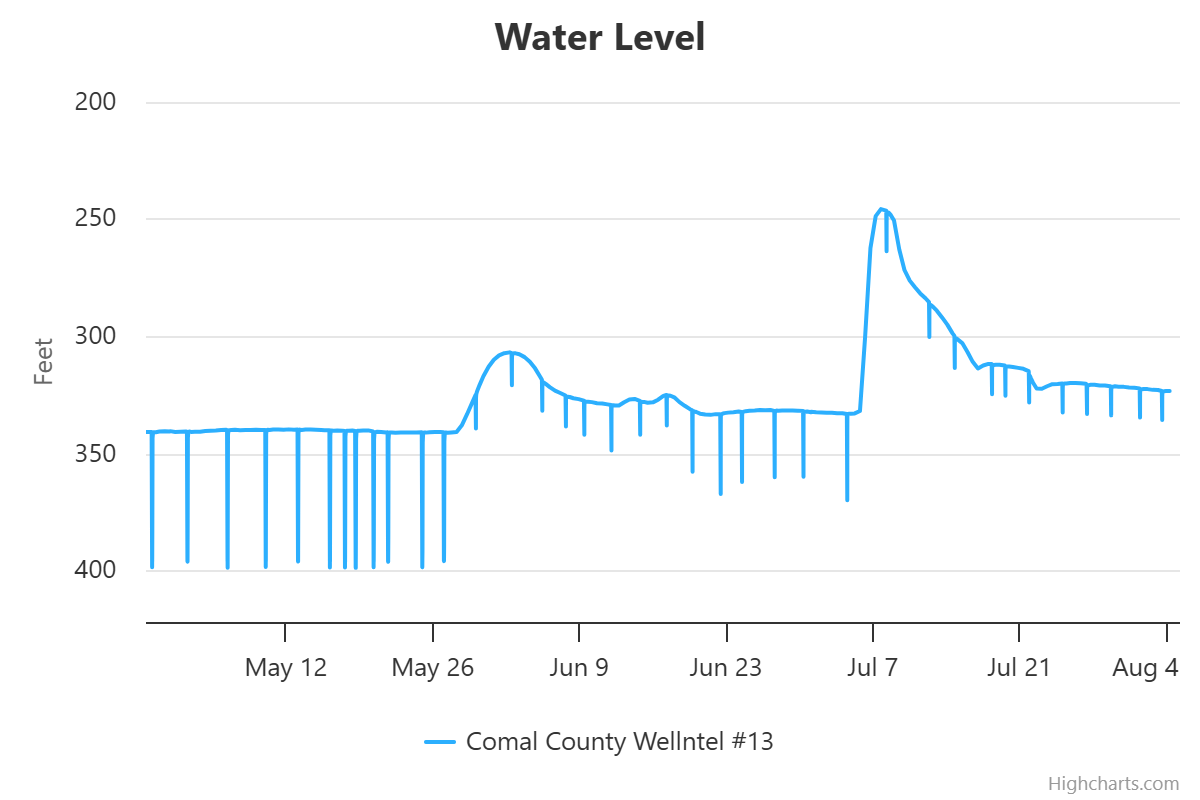 Water Level
200
250
300
350
400
Feet
May 12 May 26 Jun 9 Jun 23 Jul 7 Jul 21 Aug 4
Comal County Wellntel #13
Highcharts.com